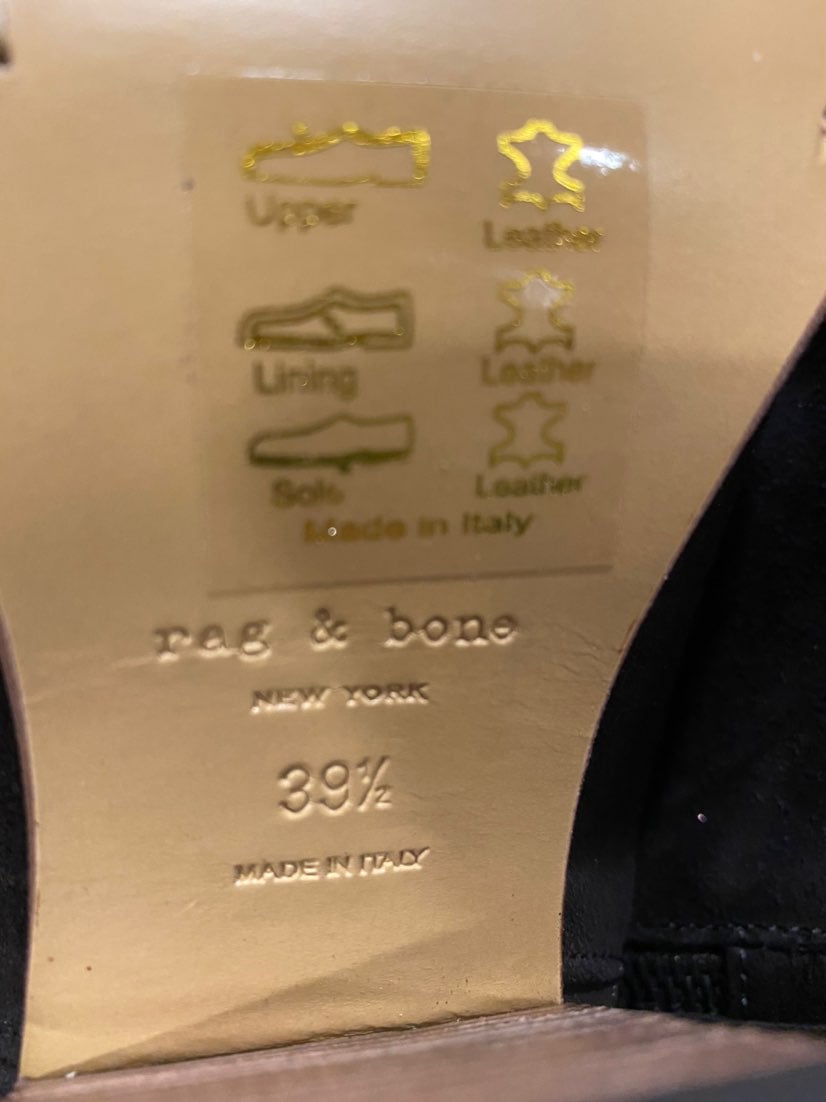 Upper
Leather
Lining
Leather
Sole
Leather
Made in Italy
rag & bone
NEW YORK
39½
MADE IN ITALY